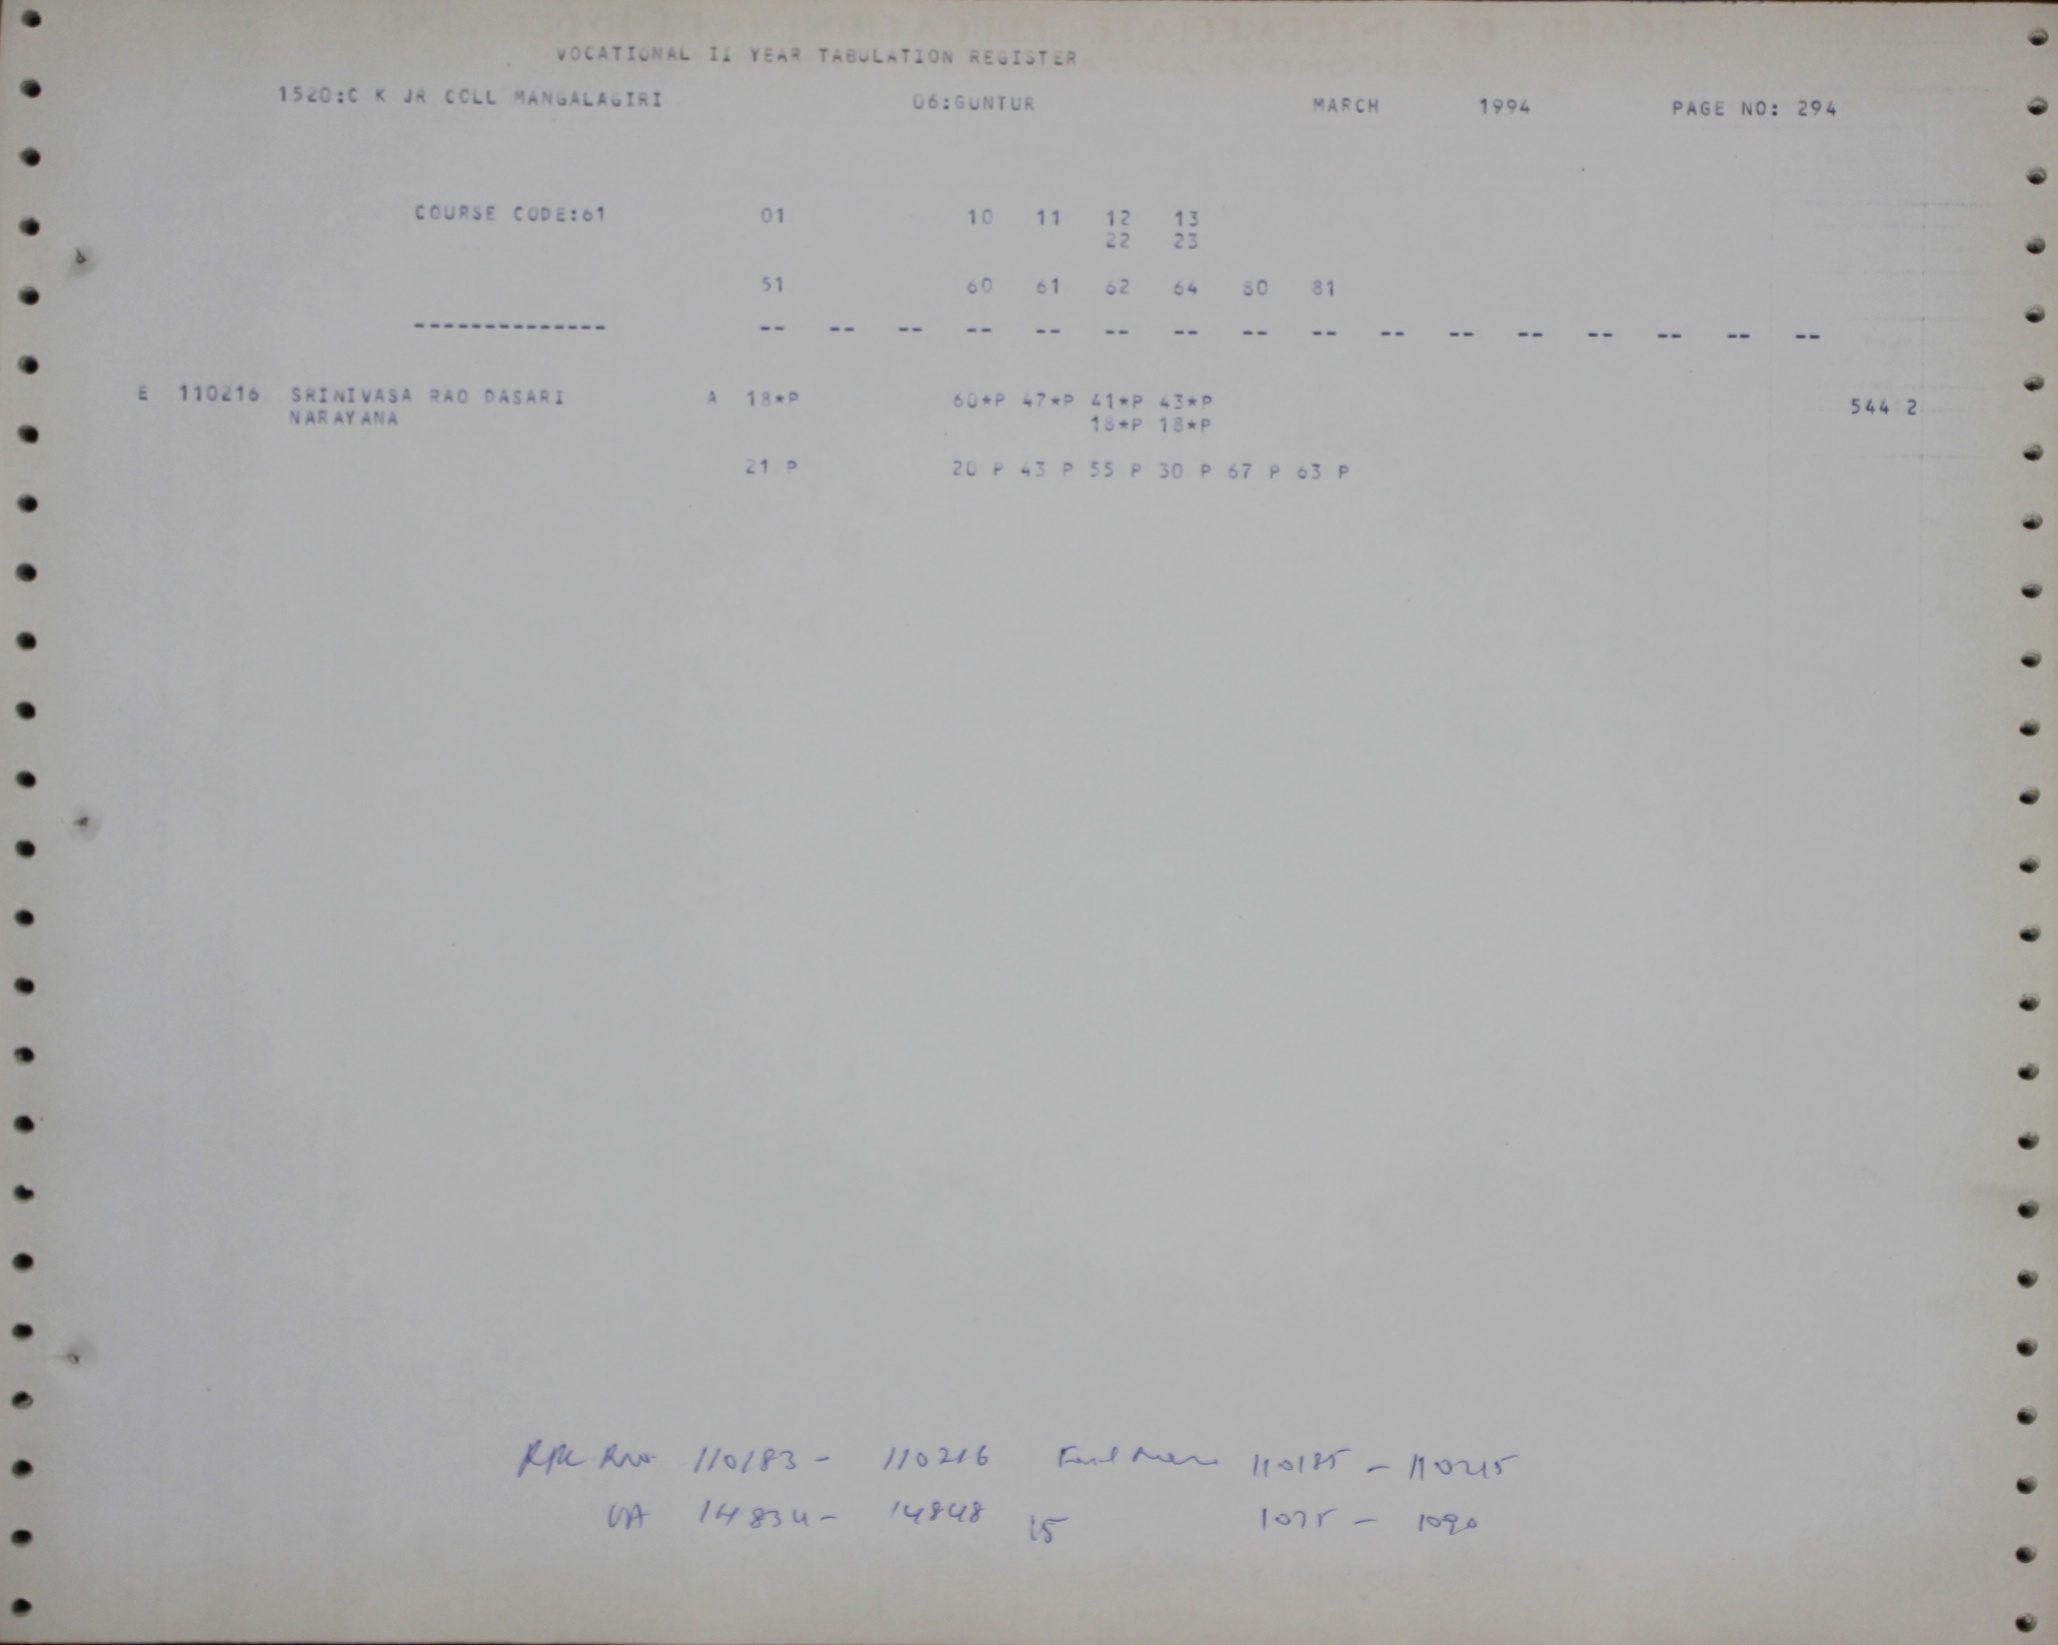 VOCATIONAL II YEAR TABULATION REGISTER
1520:C K JR COLL MANGALAGIRI 06:GUNTUR MARCH 1994 PAGE NO: 294
COURSE CODE:61 01 10 11 12 13
22 23
51 60 61 62 64 80 81
-------------- -- -- -- -- -- -- -- -- -- -- -- -- -- -- -- --
E 110216 SRINIVASA RAO DASARI A 18*P 60*P 47*P 41*P 43*P 544 2
NARAYANA 18*P 18*P
21 P 20 P 43 P 55 P 30 P 67 P 63 P
110183 - 110216 110185 - 110215
14834 - 14848 15 1075 - 1090